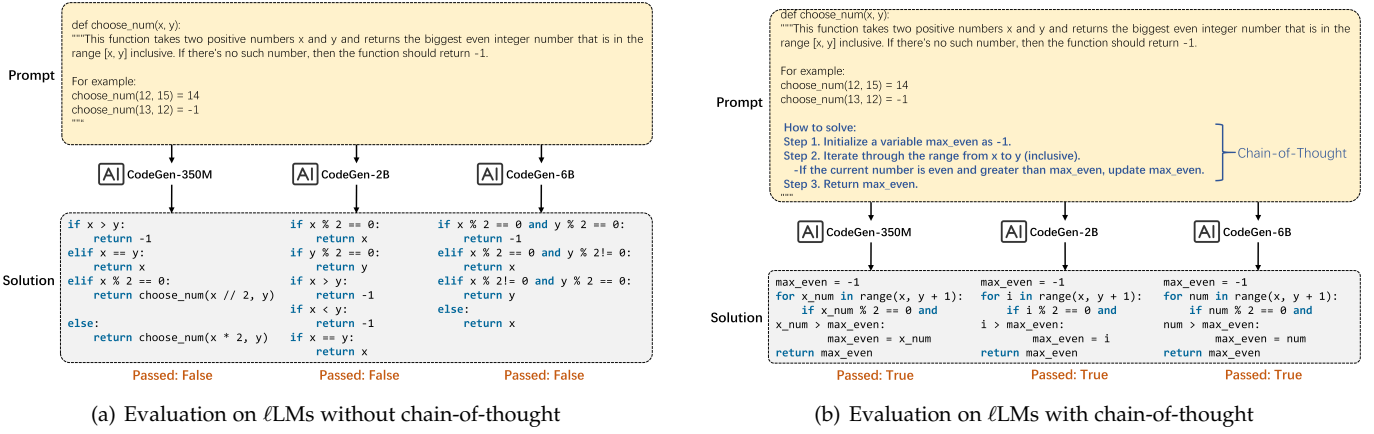 def choose_num(x, y):
"""This function takes two positive numbers x and y and returns the biggest even integer number that is in the
range [x, y] inclusive. If there's no such number, then the function should return -1.
For example:
choose_num(12, 15) = 14
choose_num(13, 12) = -1
"""
Prompt
AI CodeGen-350M
AI CodeGen-2B
AI CodeGen-6B
Solution
if x > y:
    return -1
elif x == y:
    return x
elif x % 2 == 0:
    return choose_num(x // 2, y)
else:
    return choose_num(x * 2, y)
if x % 2 == 0:
    return x
if y % 2 == 0:
    return y
if x > y:
    return -1
if x < y:
    return -1
if x == y:
    return x
if x % 2 == 0 and y % 2 == 0:
    return -1
elif x % 2 == 0 and y % 2!= 0:
    return x
elif x % 2!= 0 and y % 2 == 0:
    return y
else:
    return x
Passed: False
Passed: False
Passed: False
(a) Evaluation on ℓLMs without chain-of-thought
def choose_num(x, y):
"""This function takes two positive numbers x and y and returns the biggest even integer number that is in the
range [x, y] inclusive. If there's no such number, then the function should return -1.
For example:
choose_num(12, 15) = 14
choose_num(13, 12) = -1
Prompt
How to solve:
Step 1. Initialize a variable max_even as -1.
Step 2. Iterate through the range from x to y (inclusive).
-If the current number is even and greater than max_even, update max_even.
Step 3. Return max_even.
"""
Chain-of-Thought
AI CodeGen-350M
AI CodeGen-2B
AI CodeGen-6B
Solution
max_even = -1
for x_num in range(x, y + 1):
    if x_num % 2 == 0 and
x_num > max_even:
        max_even = x_num
return max_even
max_even = -1
for i in range(x, y + 1):
    if i % 2 == 0 and
i > max_even:
        max_even = i
return max_even
max_even = -1
for num in range(x, y + 1):
    if num % 2 == 0 and
num > max_even:
        max_even = num
return max_even
Passed: True
Passed: True
Passed: True
(b) Evaluation on ℓLMs with chain-of-thought